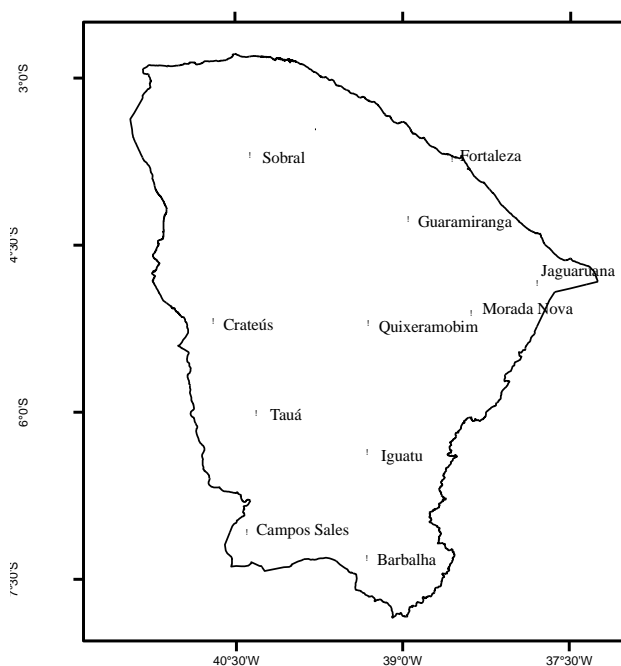 3°0'S
Sobral
Fortaleza
Guaramiranga
4°30'S
Jaguaruana
Morada Nova
Crateús
Quixeramobim
6°0'S
Tauá
Iguatu
Campos Sales
Barbalha
7°30'S
40°30'W
39°0'W
37°30'W